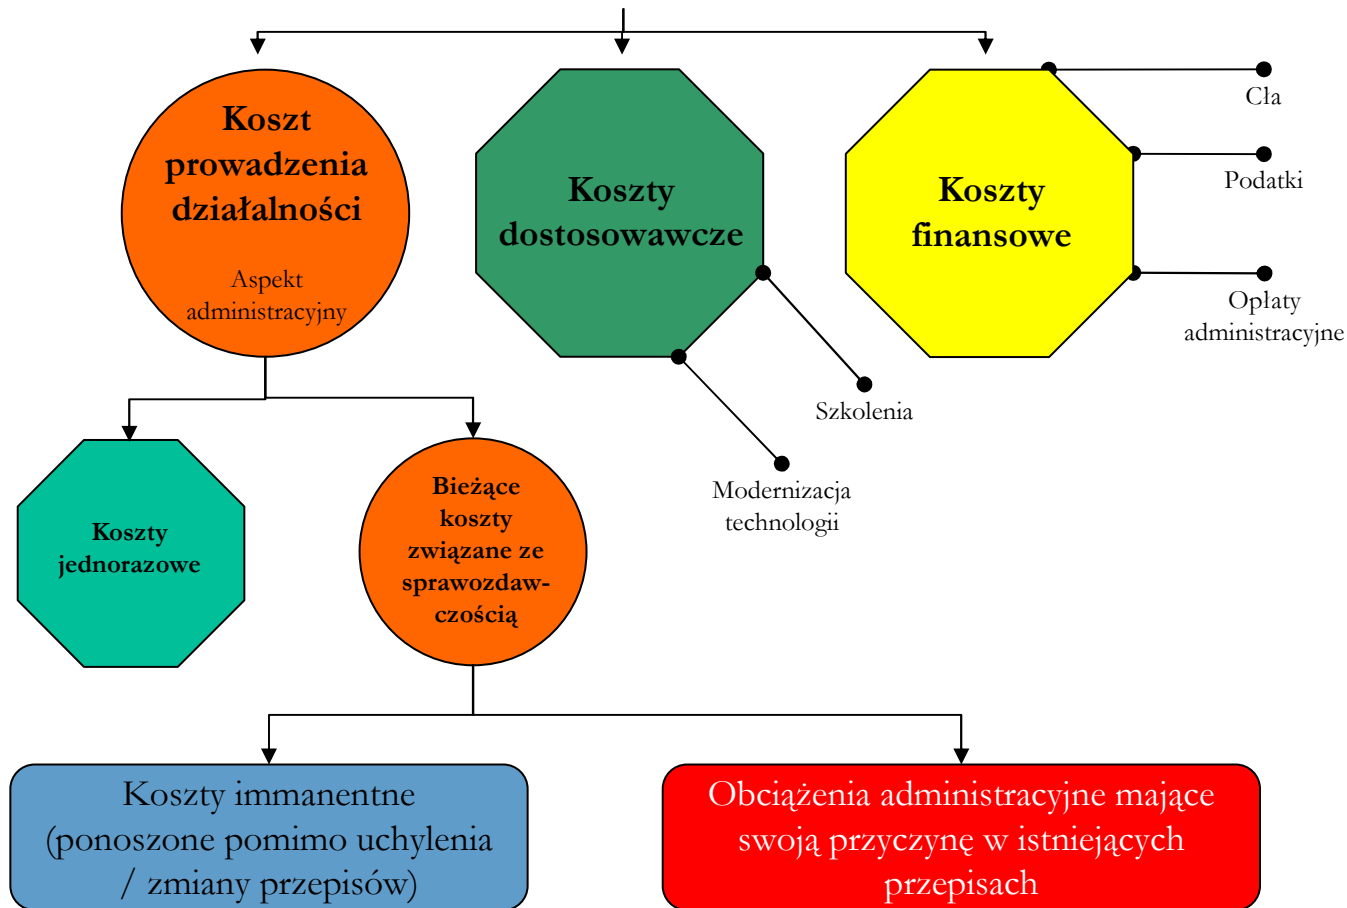 Koszt
prowadzenia
działalności
Aspekt
administracyjny
Koszty
dostosowawcze
Koszty
finansowe
Cła
Podatki
Opłaty
administracyjne
Szkolenia
Modernizacja
technologii
Koszty
jednorazowe
Bieżące
koszty
związane ze
sprawozdaw-
czością
Koszty immanentne
(ponoszone pomimo uchylenia
/ zmiany przepisów)
Obciążenia administracyjne mające
swoją przyczynę w istniejących
przepisach